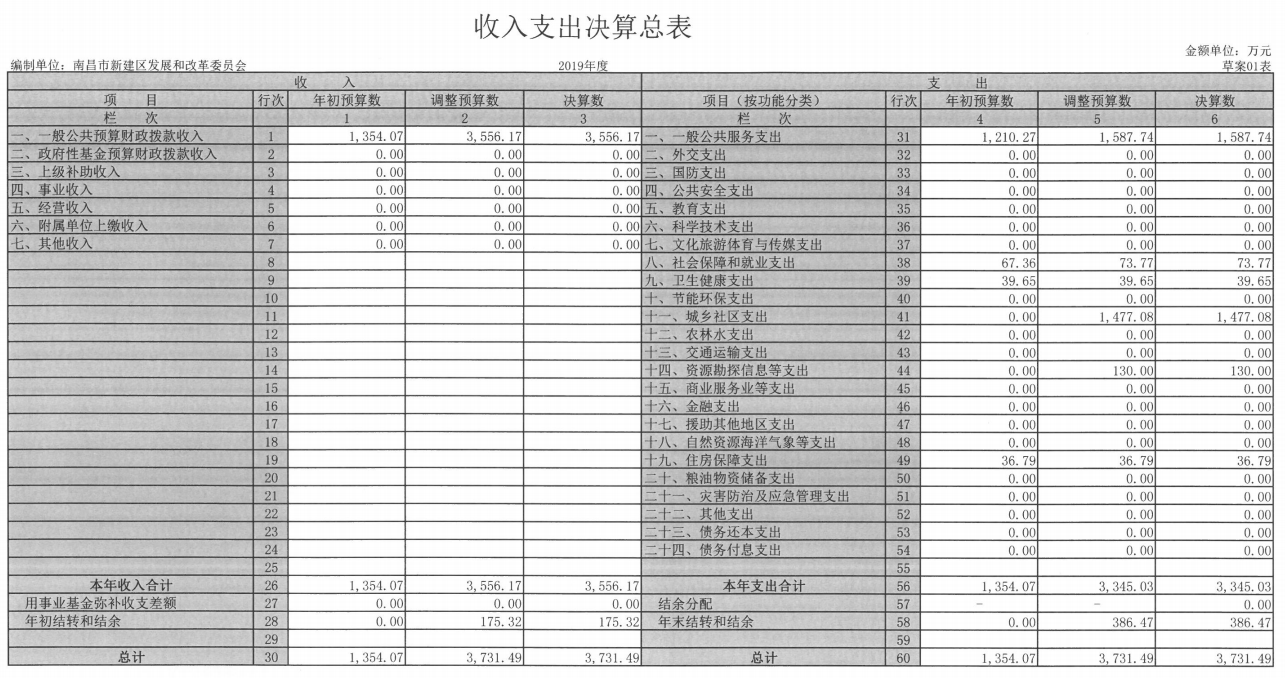 收入支出决算总表
金额单位：万元
编制单位：南昌市新建区发展和改革委员会 2019年度 草案01表
收 入 支 出
项 目 行次 年初预算数 调整预算数 决算数 项目（按功能分类） 行次 年初预算数 调整预算数 决算数
栏 次 1 2 3 栏 次 4 5 6
一、一般公共预算财政拨款收入 1 1,354.07 3,556.17 3,556.17 一、一般公共服务支出 31 1,210.27 1,587.74 1,587.74
二、政府性基金预算财政拨款收入 2 0.00 0.00 0.00 二、外交支出 32 0.00 0.00 0.00
三、上级补助收入 3 0.00 0.00 0.00 三、国防支出 33 0.00 0.00 0.00
四、事业收入 4 0.00 0.00 0.00 四、公共安全支出 34 0.00 0.00 0.00
五、经营收入 5 0.00 0.00 0.00 五、教育支出 35 0.00 0.00 0.00
六、附属单位上缴收入 6 0.00 0.00 0.00 六、科学技术支出 36 0.00 0.00 0.00
七、其他收入 7 0.00 0.00 0.00 七、文化旅游体育与传媒支出 37 0.00 0.00 0.00
8 八、社会保障和就业支出 38 67.36 73.77 73.77
9 九、卫生健康支出 39 39.65 39.65 39.65
10 十、节能环保支出 40 0.00 0.00 0.00
11 十一、城乡社区支出 41 0.00 1,477.08 1,477.08
12 十二、农林水支出 42 0.00 0.00 0.00
13 十三、交通运输支出 43 0.00 0.00 0.00
14 十四、资源勘探信息等支出 44 0.00 130.00 130.00
15 十五、商业服务业等支出 45 0.00 0.00 0.00
16 十六、金融支出 46 0.00 0.00 0.00
17 十七、援助其他地区支出 47 0.00 0.00 0.00
18 十八、自然资源海洋气象等支出 48 0.00 0.00 0.00
19 十九、住房保障支出 49 36.79 36.79 36.79
20 二十、粮油物资储备支出 50 0.00 0.00 0.00
21 二十一、灾害防治及应急管理支出 51 0.00 0.00 0.00
22 二十二、其他支出 52 0.00 0.00 0.00
23 二十三、债务还本支出 53 0.00 0.00 0.00
24 二十四、债务付息支出 54 0.00 0.00 0.00
25 55
本年收入合计 26 1,354.07 3,556.17 3,556.17 本年支出合计 56 1,354.07 3,345.03 3,345.03
用事业基金弥补收支差额 27 0.00 0.00 0.00 结余分配 57 － － 0.00
年初结转和结余 28 0.00 175.32 175.32 年末结转和结余 58 0.00 386.47 386.47
29 59
总计 30 1,354.07 3,731.49 3,731.49 总计 60 1,354.07 3,731.49 3,731.49